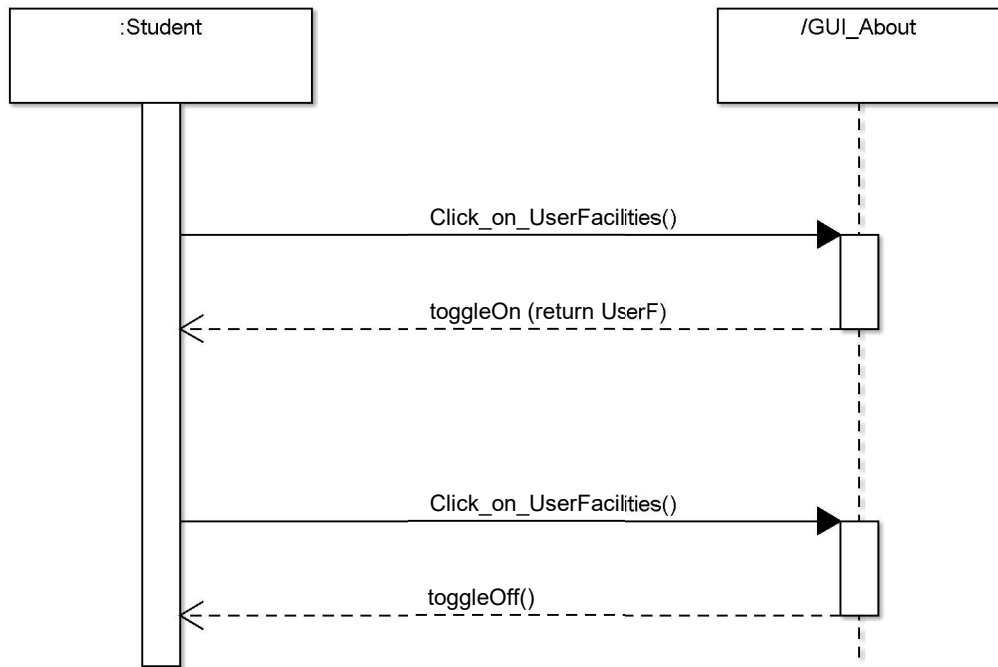 :Student
/GUI_About
Click_on_UserFacilities()
toggleOn (return UserF)
Click_on_UserFacilities()
toggleOff()